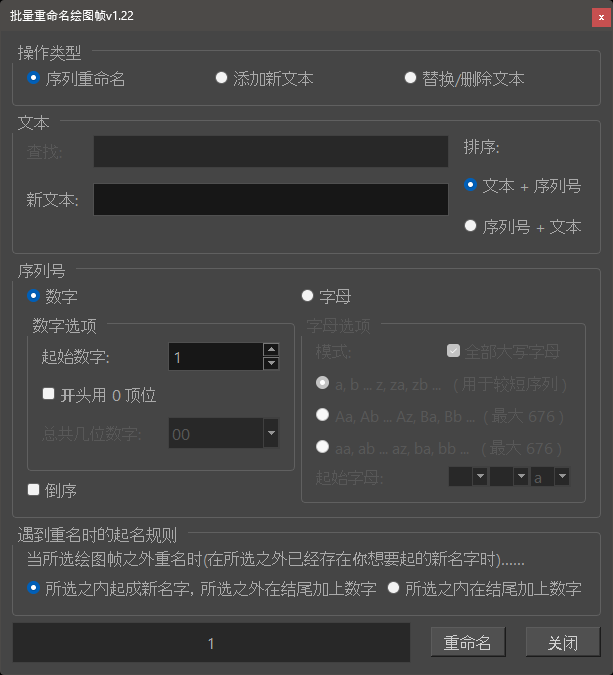 批量重命名绘图帧v1.22
x
操作类型
序列重命名
添加新文本
替换/删除文本
文本
查找:
新文本:
排序:
文本 + 序列号
序列号 + 文本
序列号
数字
字母
数字选项
起始数字:
1
开头用 0 顶位
总共几位数字:
00
倒序
字母选项
模式:
全部大写字母
a, b ... z, za, zb ... ( 用于较短序列 )
Aa, Ab ... Az, Ba, Bb ... ( 最大 676 )
aa, ab ... az, ba, bb ... ( 最大 676 )
起始字母:
a
遇到重名时的起名规则
当所选绘图帧之外重名时(在所选之外已经存在你想要起的新名字时)......
所选之内起成新名字, 所选之外在结尾加上数字
所选之内在结尾加上数字
1
重命名
关闭